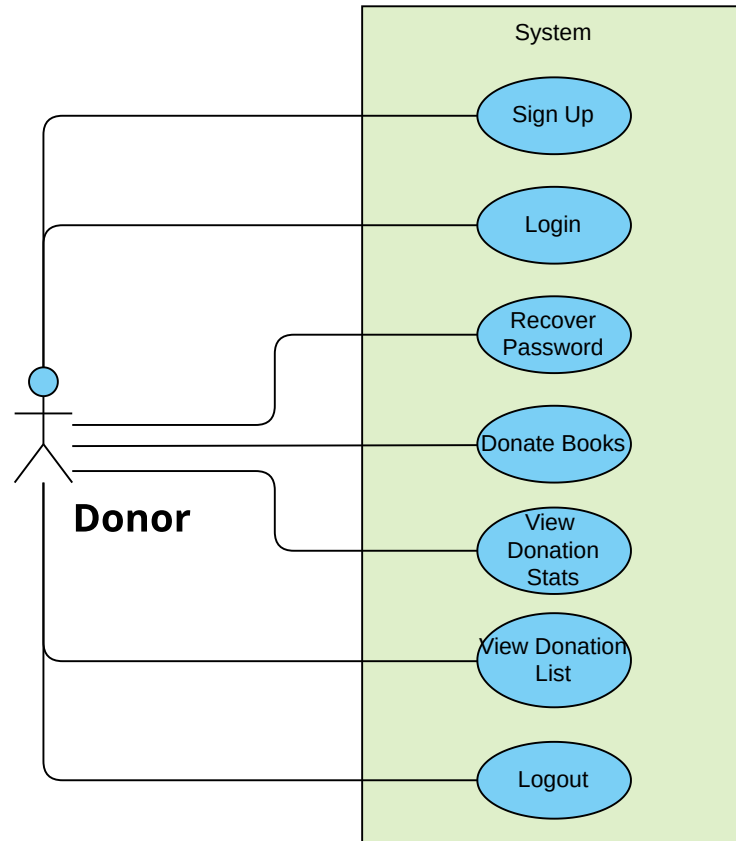 System
Sign Up
Login
Recover
Password
Donate Books
Donor
View
Donation
Stats
View Donation
List
Logout